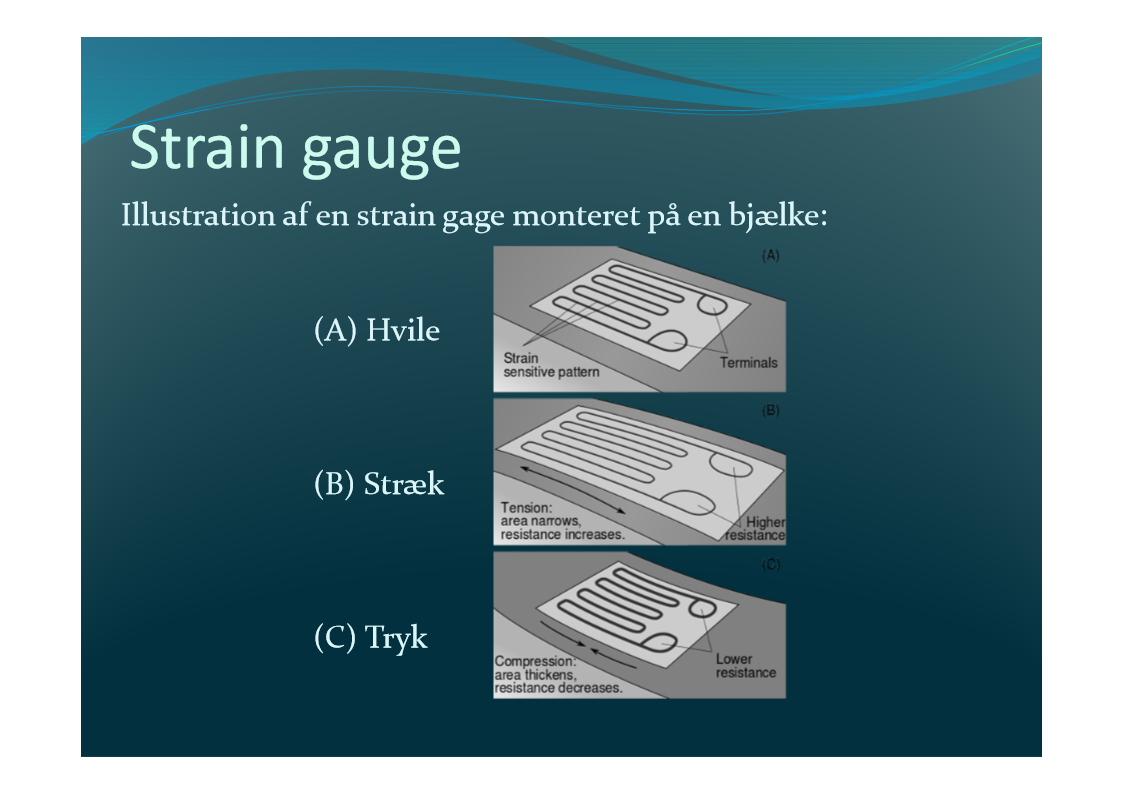 Strain gauge
Illustration af en strain gage monteret på en bjælke:
(A) Hvile
(A)
Strain
sensitive pattern
Terminals
(B) Stræk
(B)
Tension:
area narrows,
resistance increases.
Higher
resistance
(C) Tryk
(C)
Compression:
area thickens,
resistance decreases.
Lower
resistance